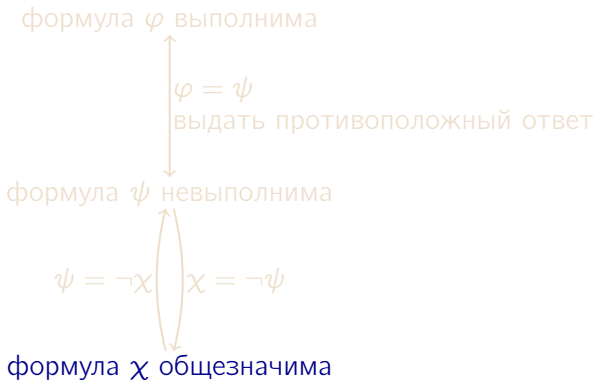 формула φ выполнима
φ = ψ
выдать противоположный ответ
формула ψ невыполнима
ψ = ¬χ χ = ¬ψ
формула χ общезначима